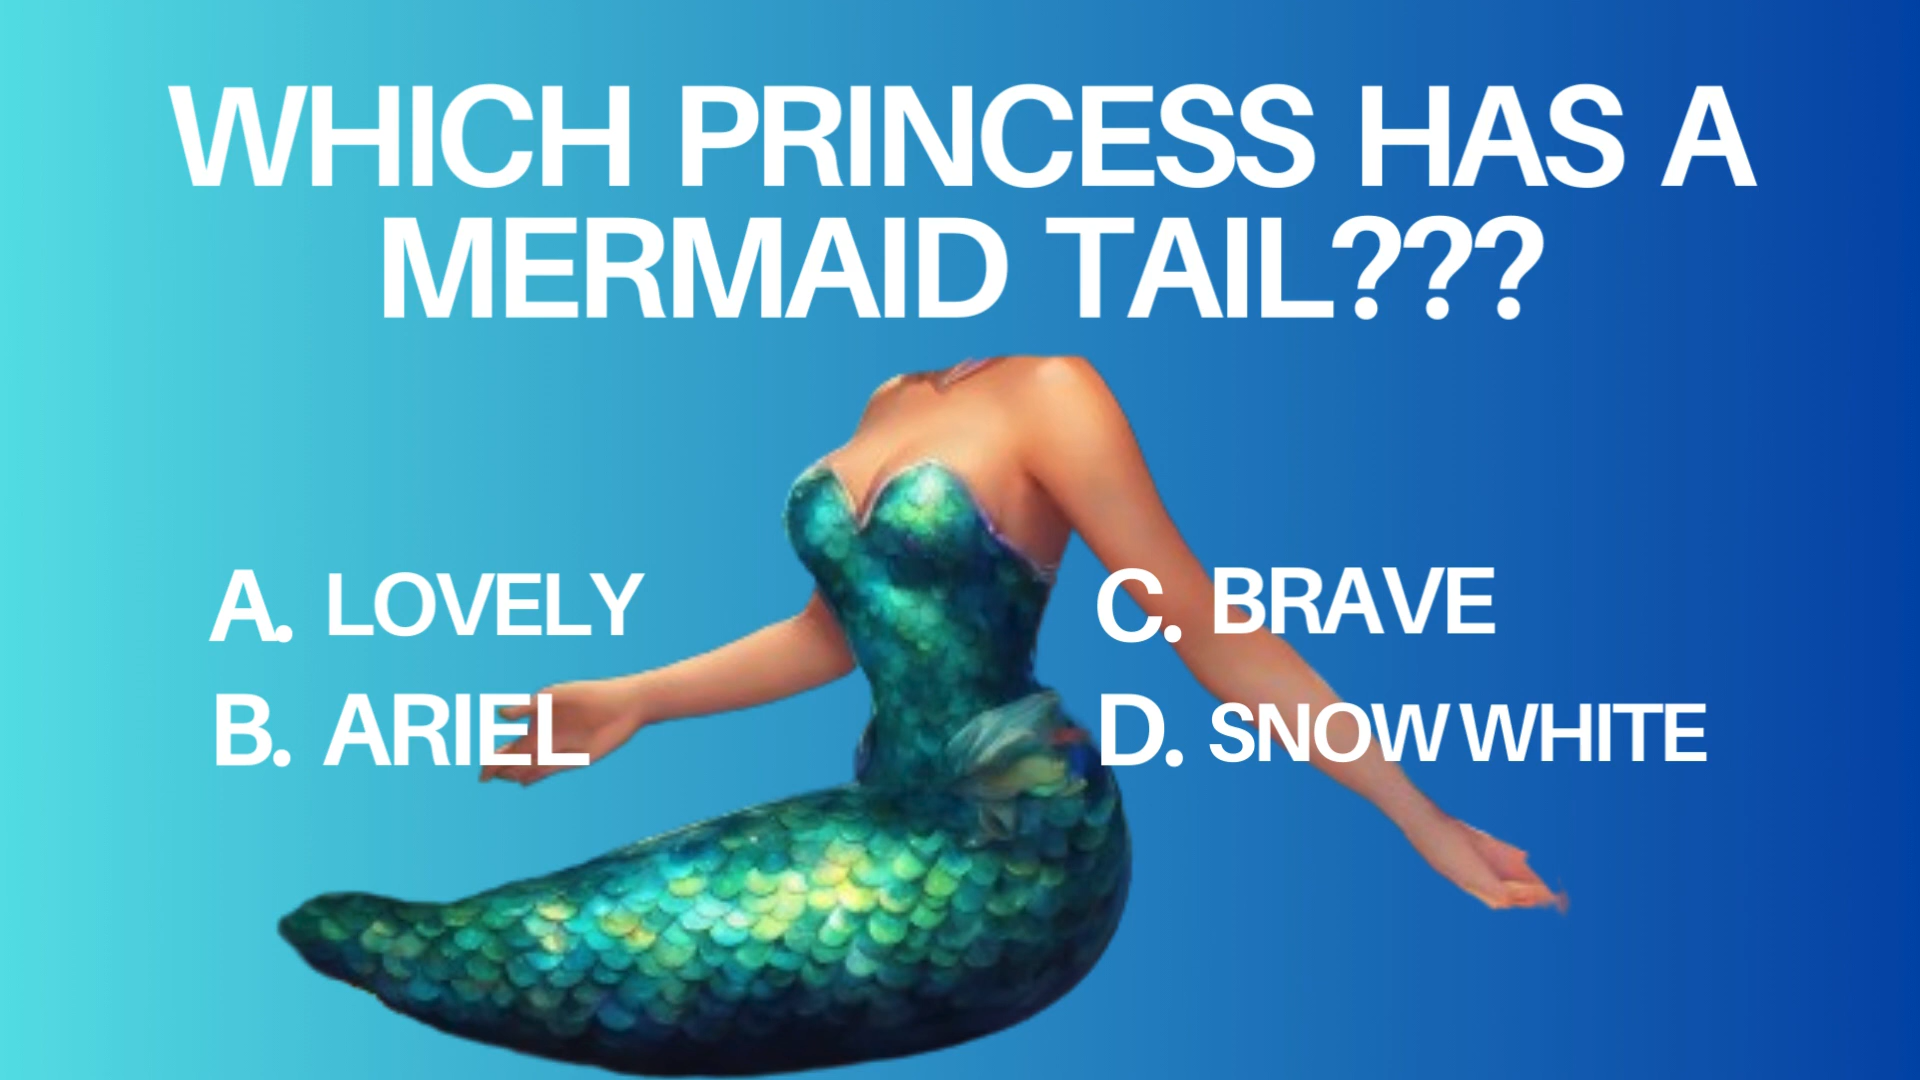 WHICH PRINCESS HAS A
MERMAID TAIL???
A. LOVELY
B. ARIEL
C. BRAVE
D. SNOW WHITE